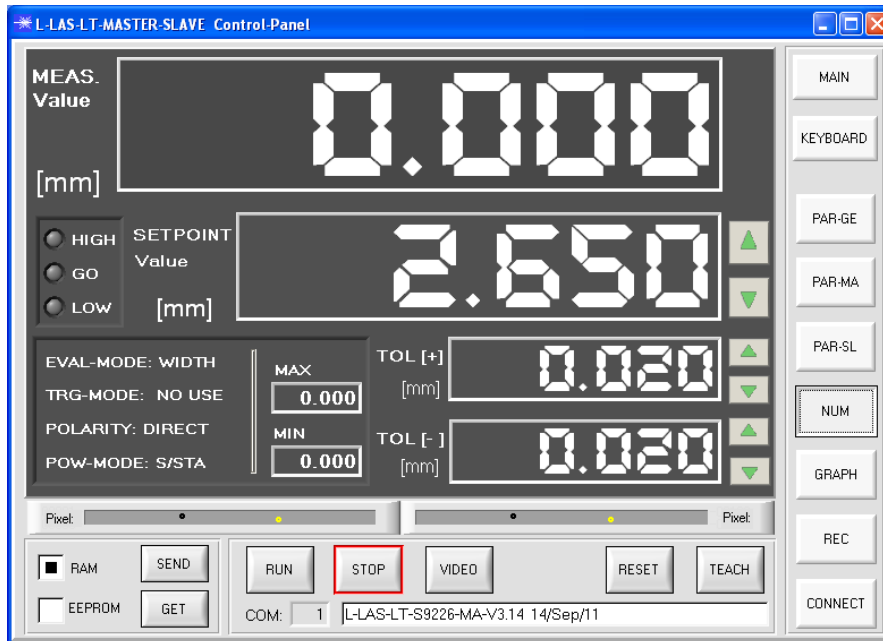 L-LAS-LT-MASTER-SLAVE Control-Panel
MEAS.
Value
[mm]
0.000
HIGH
GO
LOW
SETPOINT
Value
[mm]
2.650
EVAL-MODE: WIDTH
TRG-MODE: NO USE
POLARITY: DIRECT
POW-MODE: S/STA
MAX
0.000
MIN
0.000
TOL [+]
[mm]
0.020
TOL [- ]
[mm]
0.020
Pixel:
Pixel:
RAM
SEND
EEPROM
GET
RUN
STOP
VIDEO
RESET
TEACH
COM: 1 L-LAS-LT-S9226-MA-V3.14 14/Sep/11
MAIN
KEYBOARD
PAR-GE
PAR-MA
PAR-SL
NUM
GRAPH
REC
CONNECT